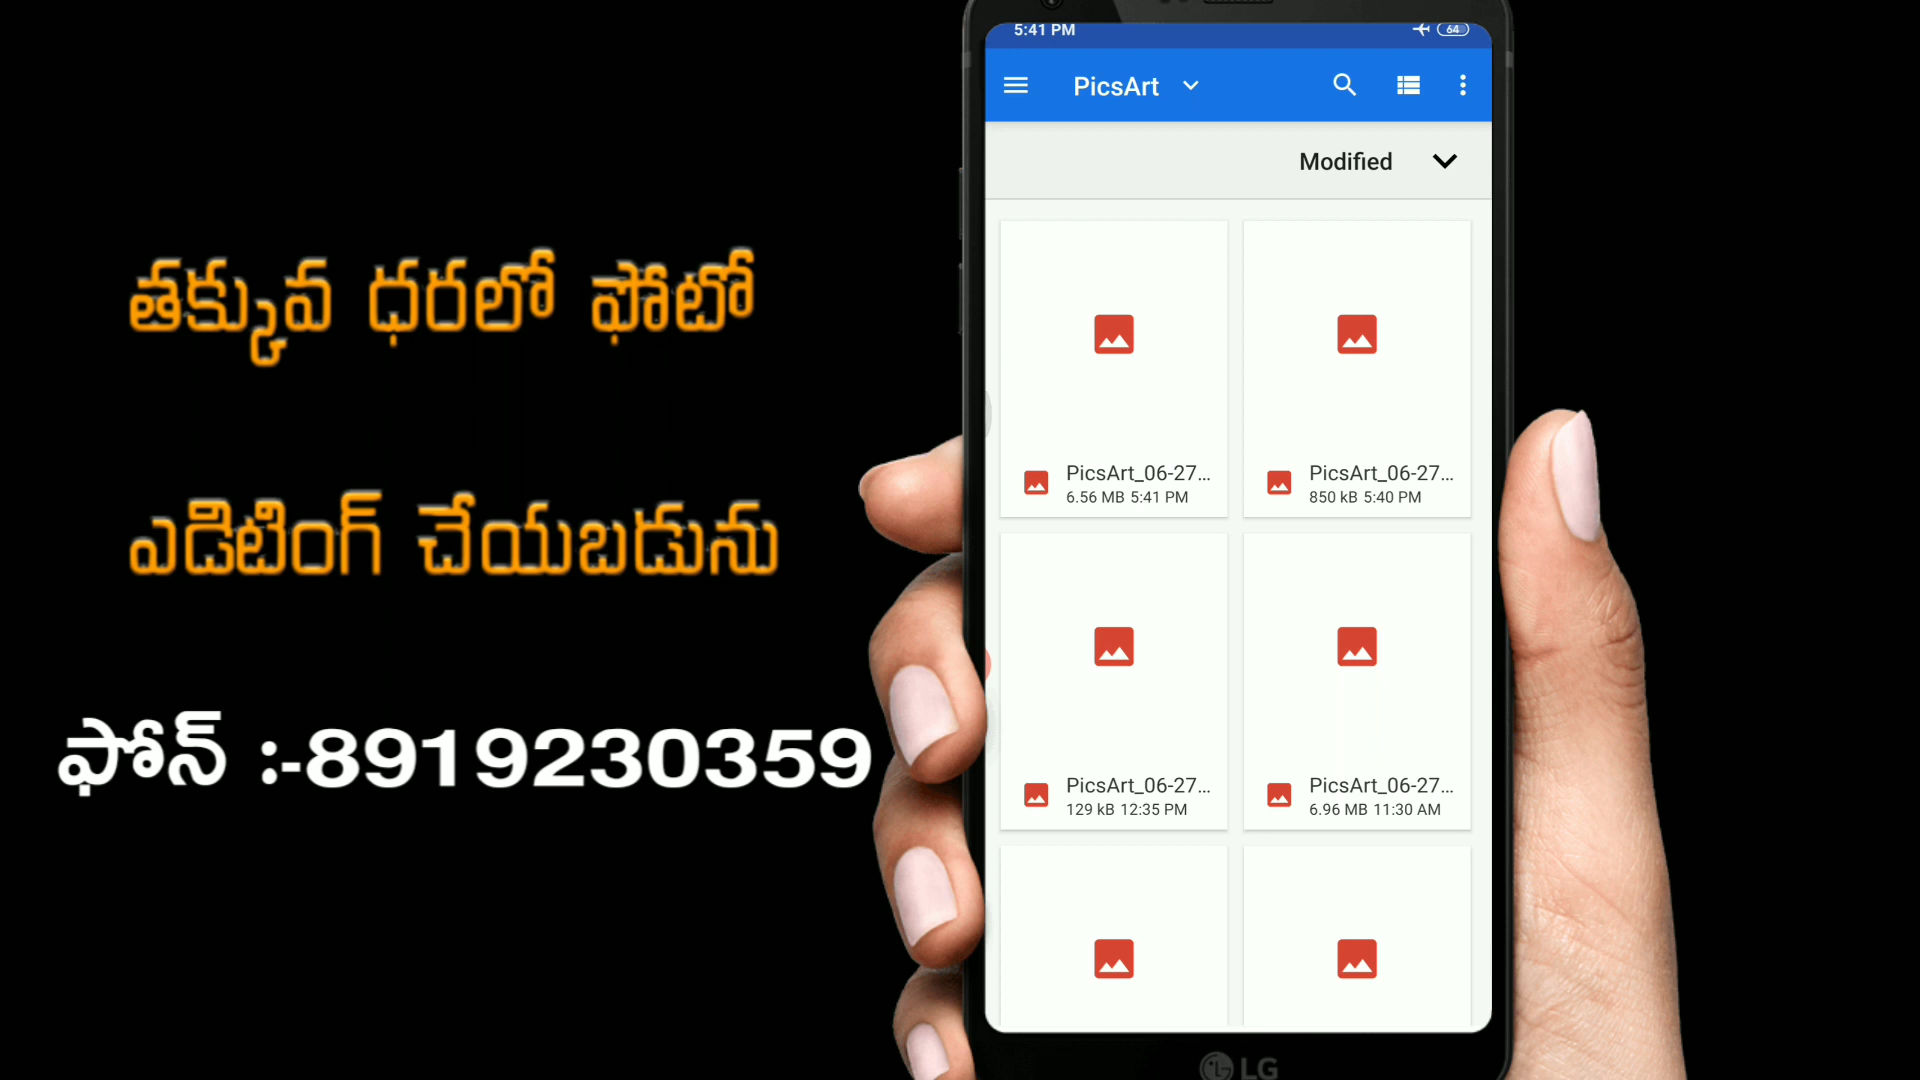 తక్కువ ధరలో ఫోటో
ఎడిటింగ్ చేయబడును
ఫోన్ :-8919230359
5:41 PM
64
PicsArt
Modified
PicsArt_06-27...
6.56 MB 5:41 PM
PicsArt_06-27...
850 kB 5:40 PM
PicsArt_06-27...
129 kB 12:35 PM
PicsArt_06-27...
6.96 MB 11:30 AM
LG